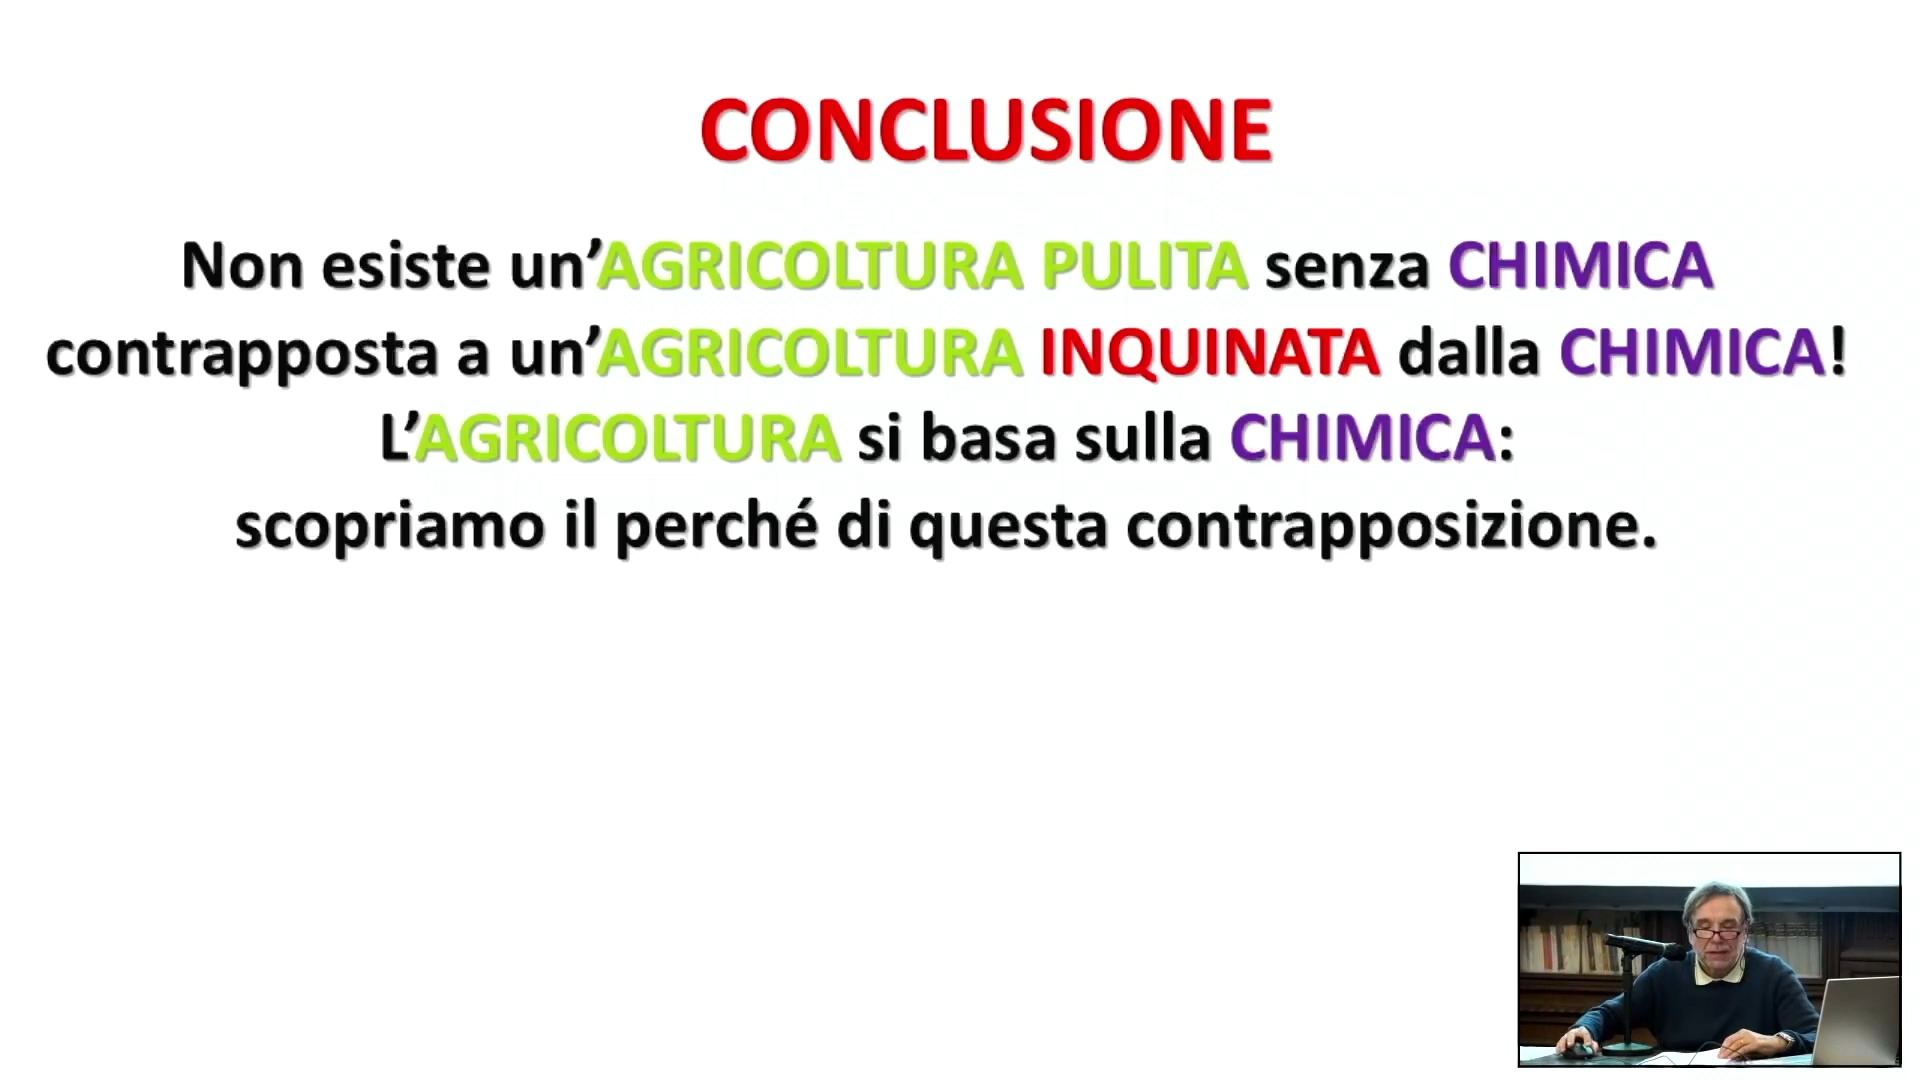 CONCLUSIONE
Non esiste un’AGRICOLTURA PULITA senza CHIMICA
contrapposta a un’AGRICOLTURA INQUINATA dalla CHIMICA!
L’AGRICOLTURA si basa sulla CHIMICA:
scopriamo il perché di questa contrapposizione.